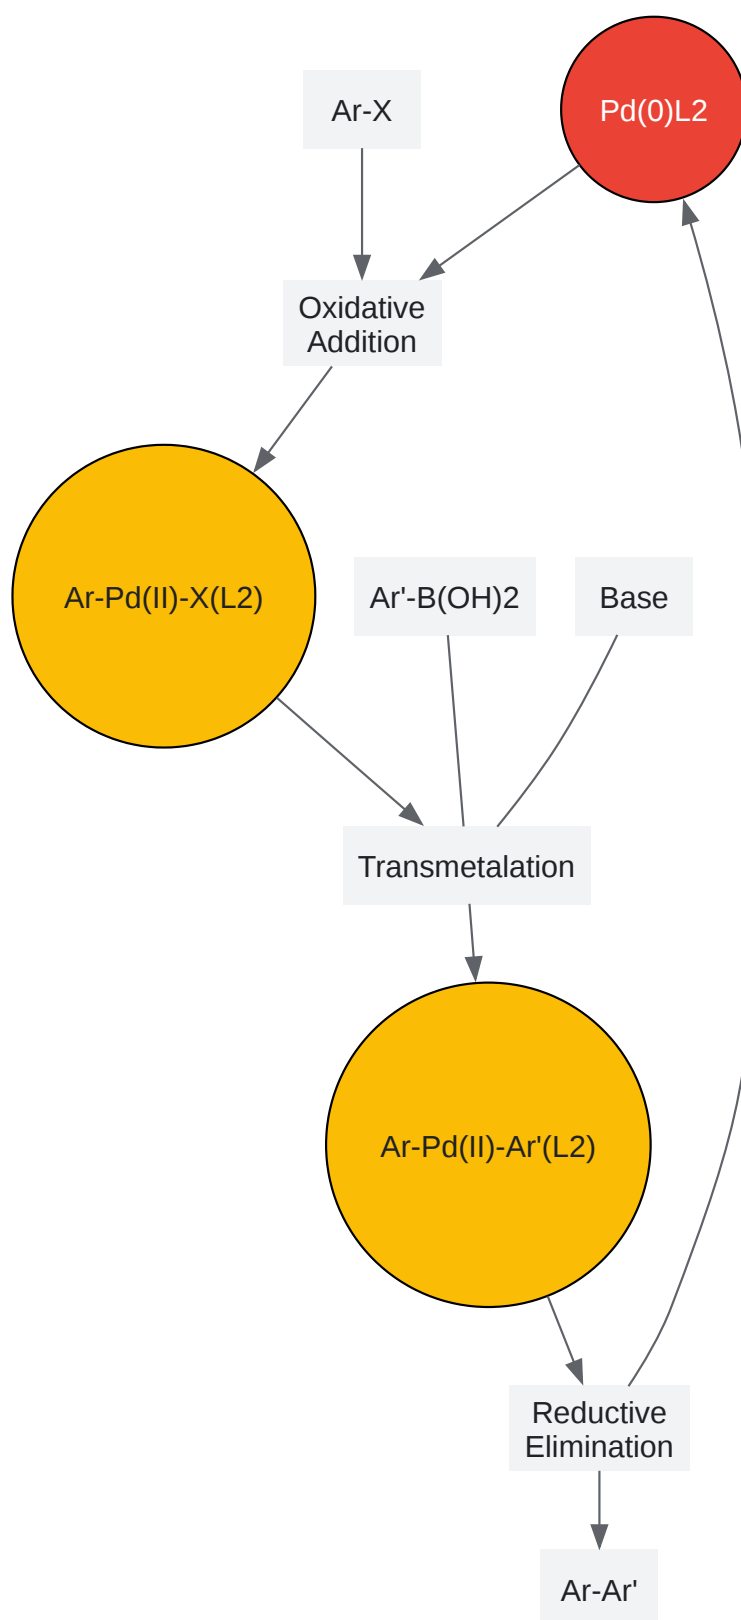 Ar-X
Pd(0)L2
Oxidative
Addition
Ar-Pd(II)-X(L2)
Ar'-B(OH)2
Base
Transmetalation
Ar-Pd(II)-Ar'(L2)
Reductive
Elimination
Ar-Ar'